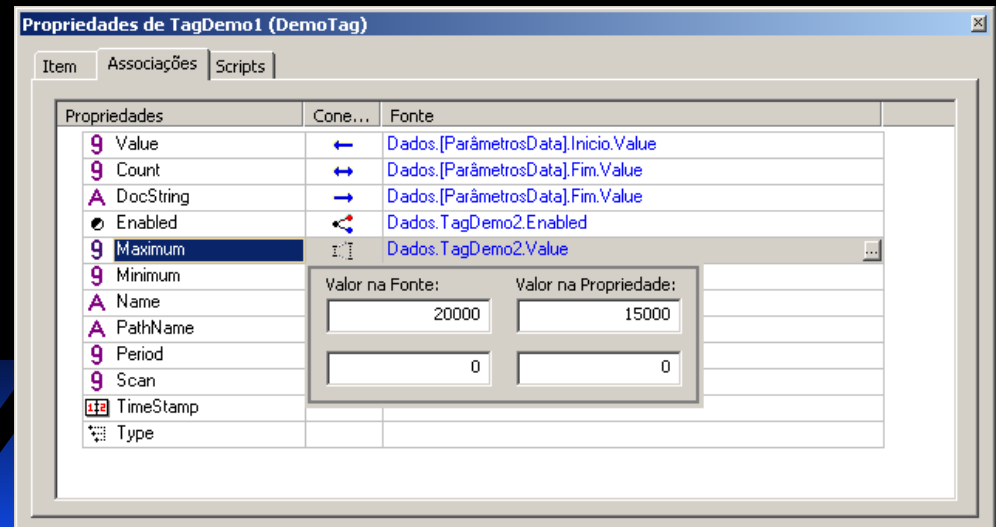 Propriedades de TagDemo1 (DemoTag)
Item Associações Scripts
Propriedades Cone... Fonte
Value Dados.[ParâmetrosData].Inicio.Value
Count Dados.[ParâmetrosData].Fim.Value
DocString Dados.[ParâmetrosData].Fim.Value
Enabled Dados.TagDemo2.Enabled
Maximum Dados.TagDemo2.Value ...
Minimum
Name
PathName
Period
Scan
TimeStamp
Type
Valor na Fonte: Valor na Propriedade:
20000 15000
0 0